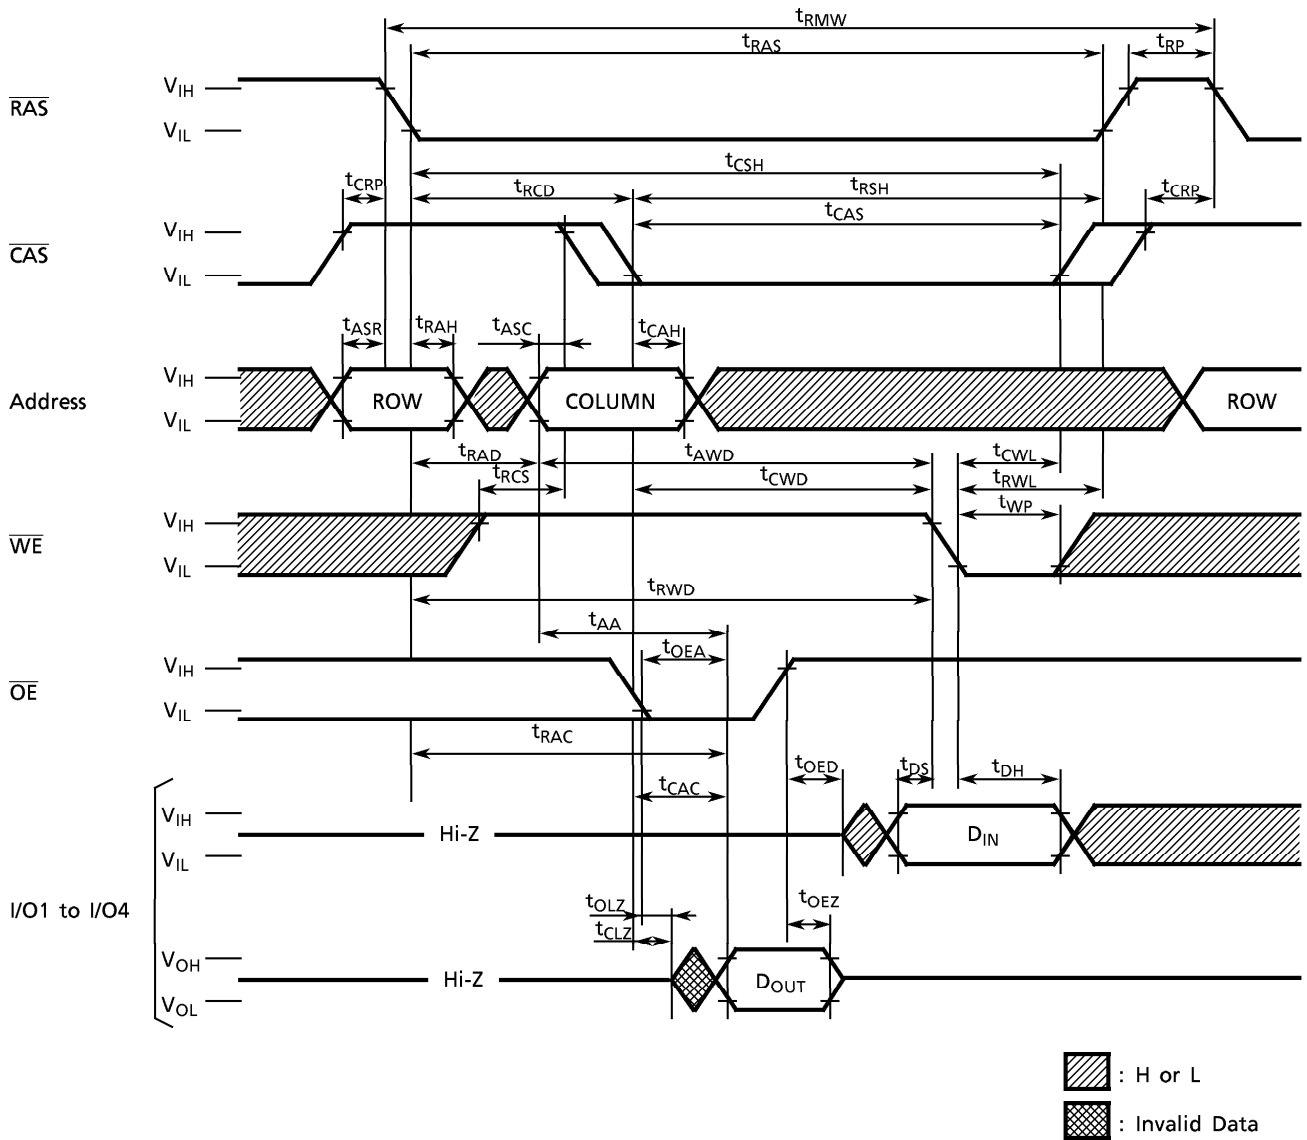 tRMW
tRAS
tRP
RAS
VIH
VIL
tCSH
tCRP
tRCD
tRSH
tCRP
tCAS
CAS
VIH
VIL
tASR
tRAH
tASC
tCAH
Address
VIH
VIL
ROW
COLUMN
ROW
tRAD
tAWD
tCWL
tRCS
tCWD
tRWL
tWP
WE
VIH
VIL
tRWD
tAA
tOEA
OE
VIH
VIL
tRAC
tOED
tDS
tDH
tCAC
VIH
VIL
Hi-Z
DIN
I/O1 to I/O4
tOLZ
tOEZ
tCLZ
VOH
VOL
Hi-Z
DOUT
: H or L
: Invalid Data